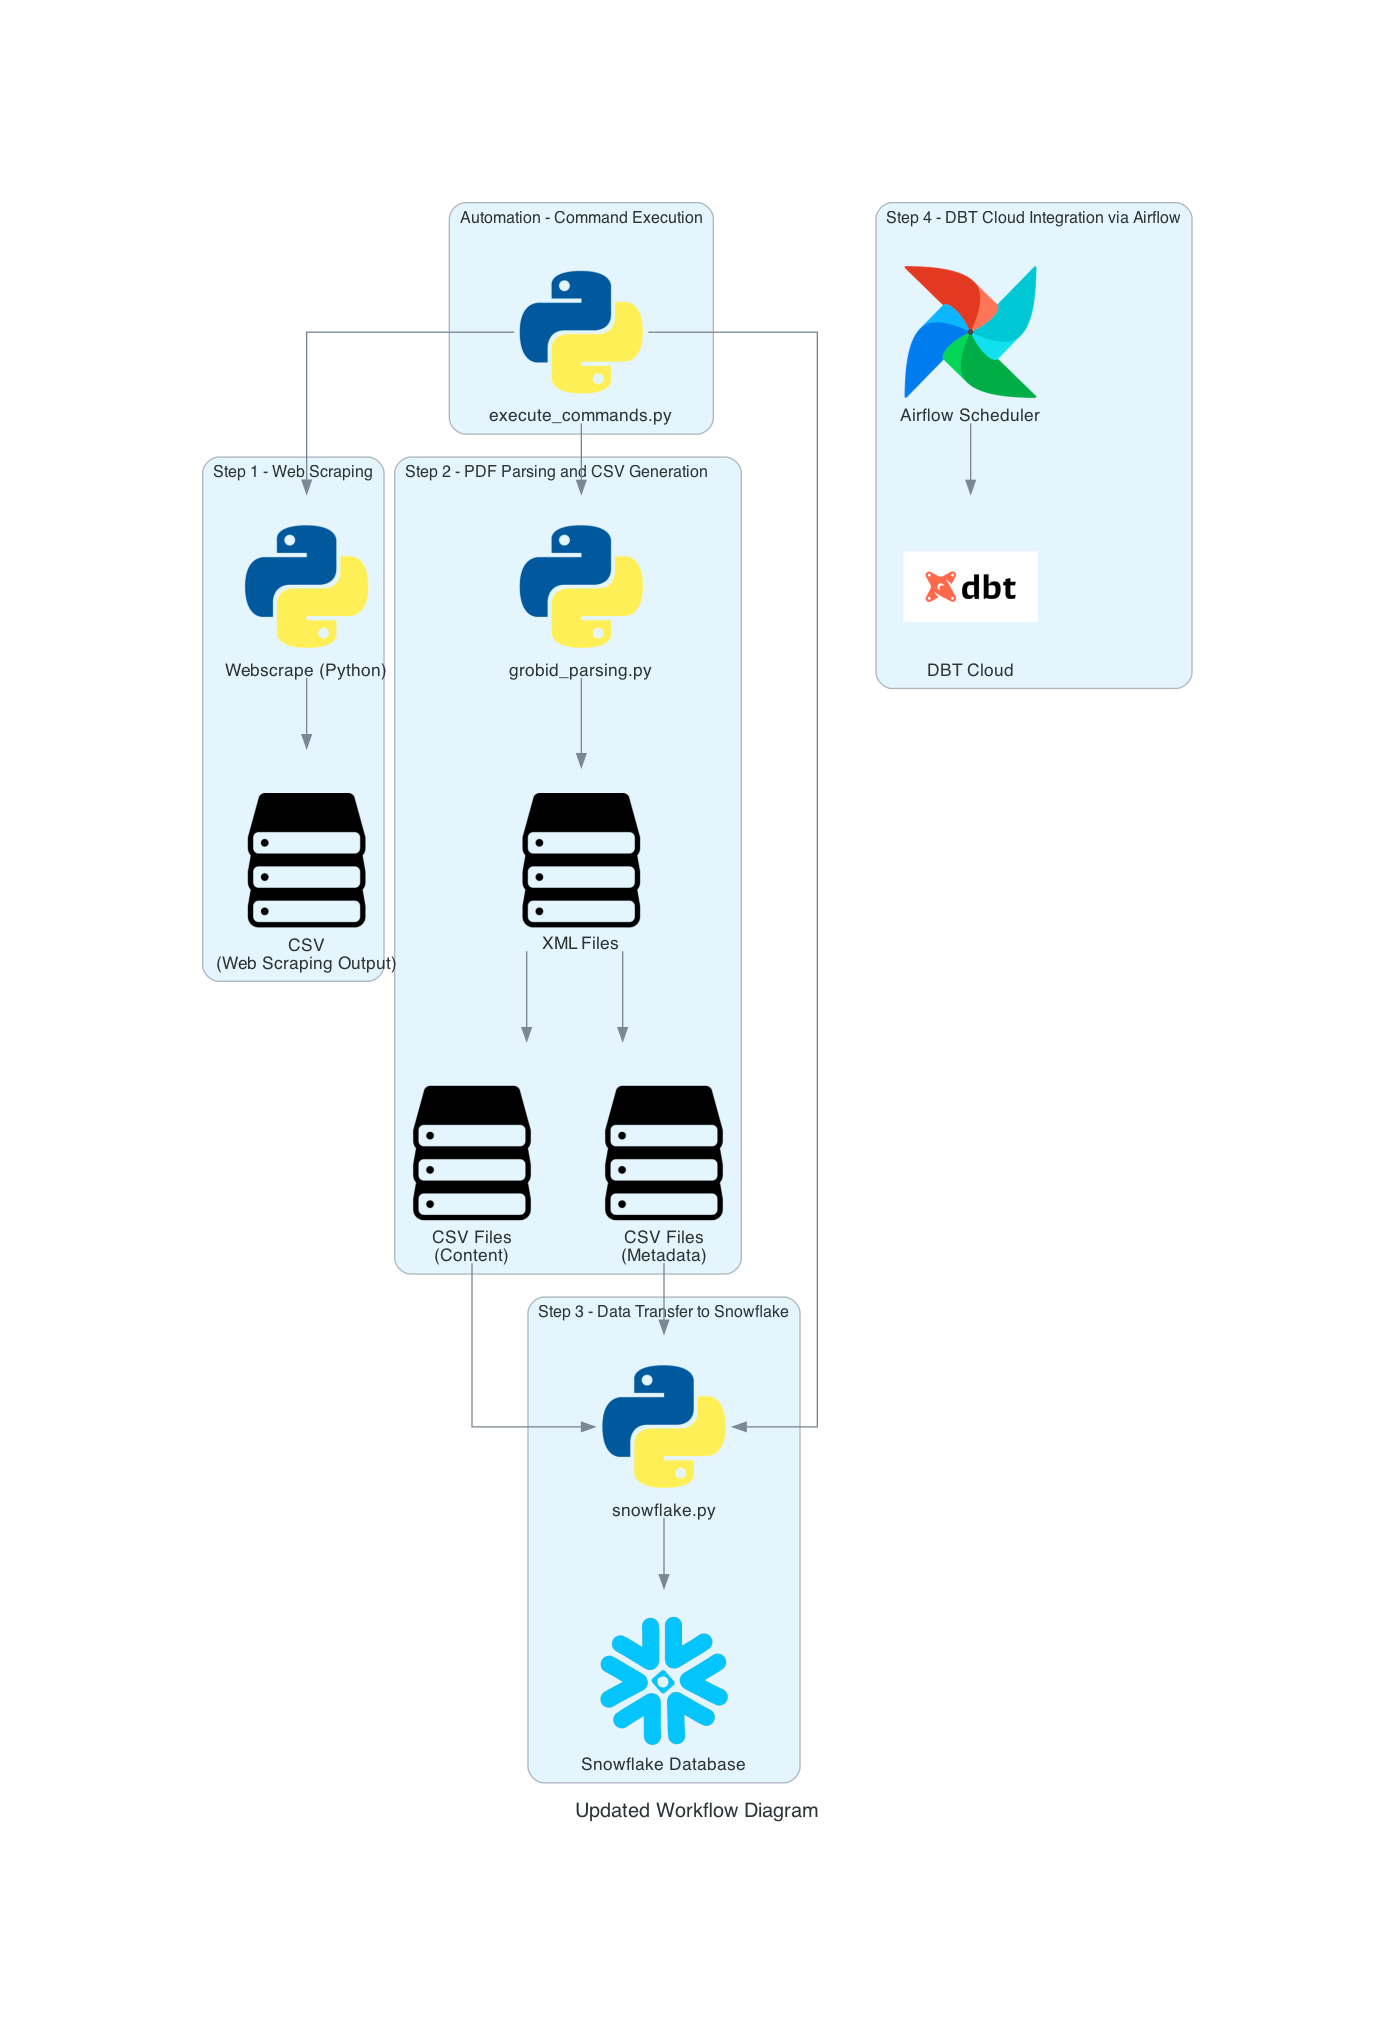 Automation - Command Execution
execute_commands.py
Step 4 - DBT Cloud Integration via Airflow
Airflow Scheduler
dbt
DBT Cloud
Step 1 - Web Scraping
Webscrape (Python)
CSV
(Web Scraping Output)
Step 2 - PDF Parsing and CSV Generation
grobid_parsing.py
XML Files
CSV Files
(Content)
CSV Files
(Metadata)
Step 3 - Data Transfer to Snowflake
snowflake.py
Snowflake Database
Updated Workflow Diagram